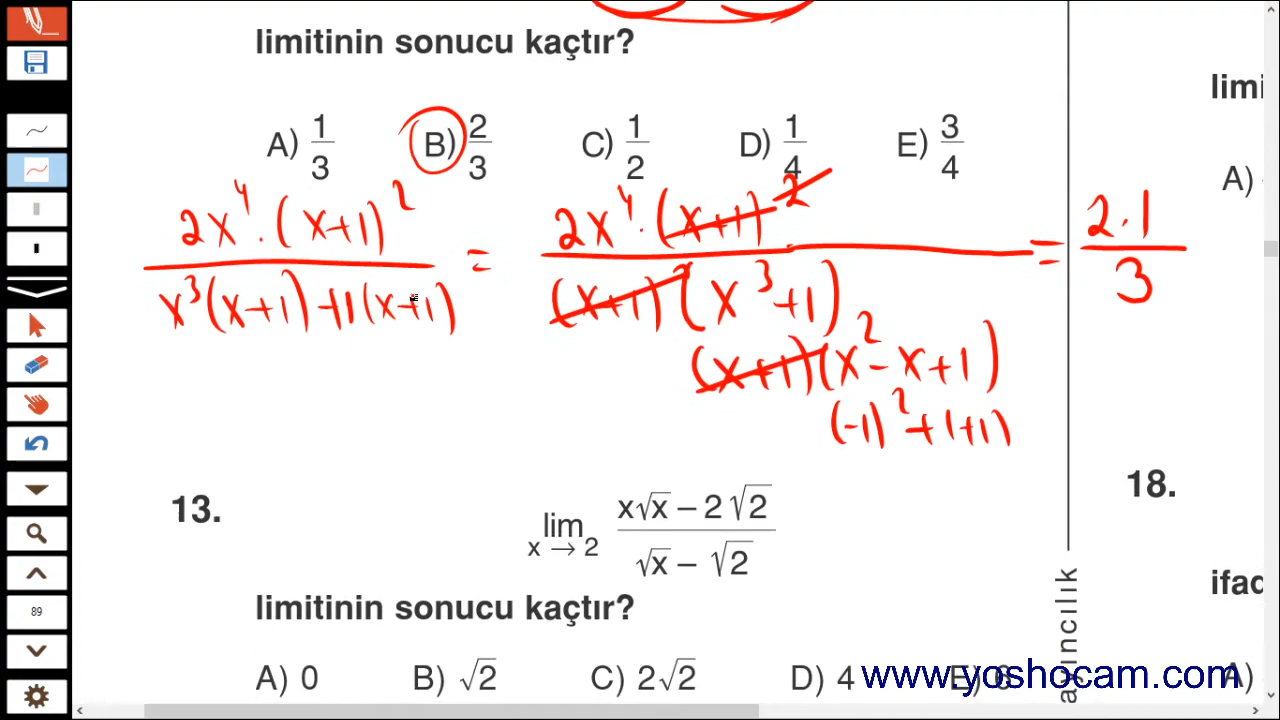 limitinin sonucu kaçtır?
lim
A) 1/3 B) 2/3 C) 1/2 D) 1/4 E) 3/4
A)
2x⁴·(x+1)² / x³(x+1)+1(x+1) = 2x⁴·(x+1)² / (x+1)(x³+1) = 2·1 / 3
(x+1)(x²-x+1)
(-1)²+1+1
13. lim x→2 x√x – 2√2 / √x – √2
18.
limitinin sonucu kaçtır?
ifad
A) 0 B) √2 C) 2√2 D) 4 E) 6
A)
www.yoshocam.com
89